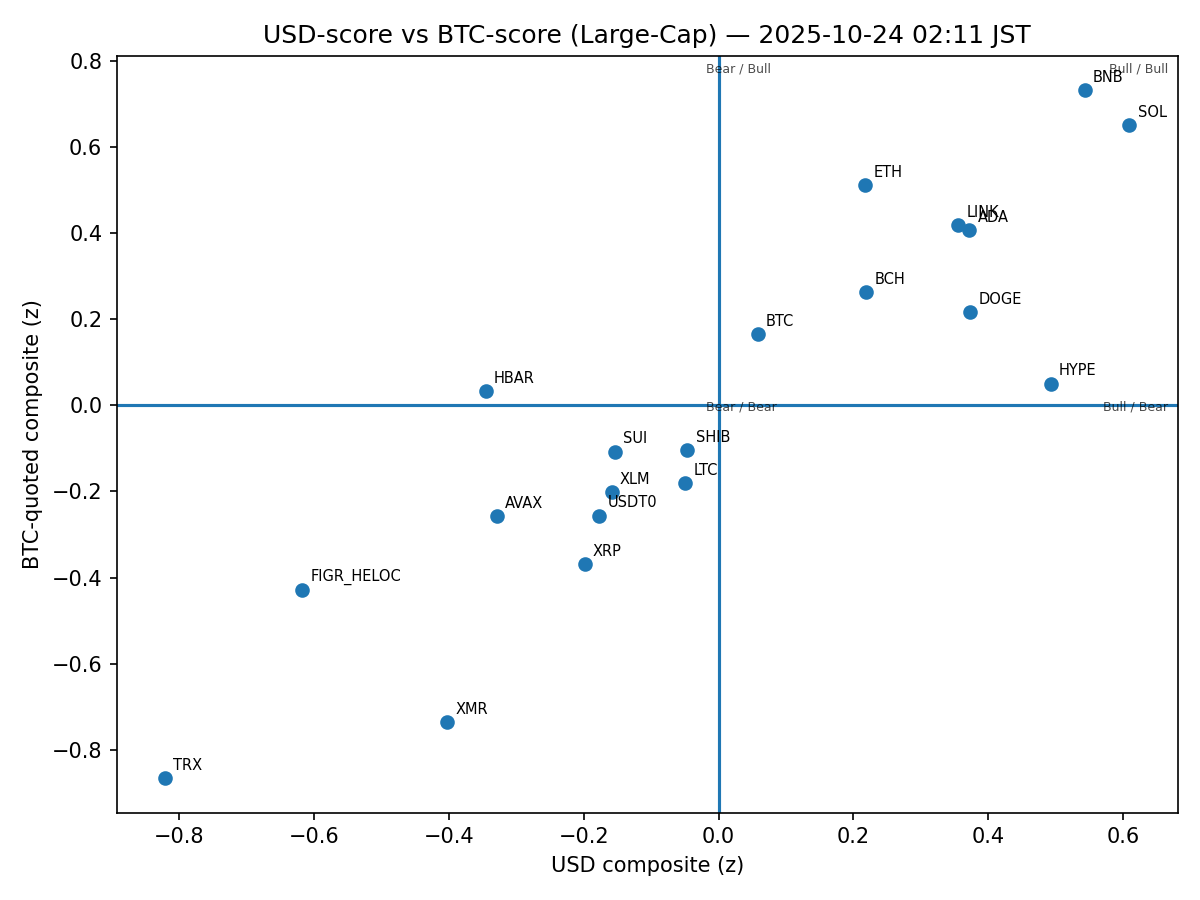 USD-score vs BTC-score (Large-Cap) — 2025-10-24 02:11 JST
0.8
Bear / Bull
Bull / Bull
BNB
SOL
0.6
ETH
LINK
ADA
0.4
BCH
DOGE
0.2
BTC
HYPE
HBAR
0.0
Bear / Bear
Bull / Bear
SUI
SHIB
LTC
XLM
−0.2
USDT0
AVAX
XRP
FIGR_HELOC
−0.4
−0.6
XMR
−0.8
TRX
−0.8
−0.6
−0.4
−0.2
0.0
0.2
0.4
0.6
USD composite (z)
BTC-quoted composite (z)